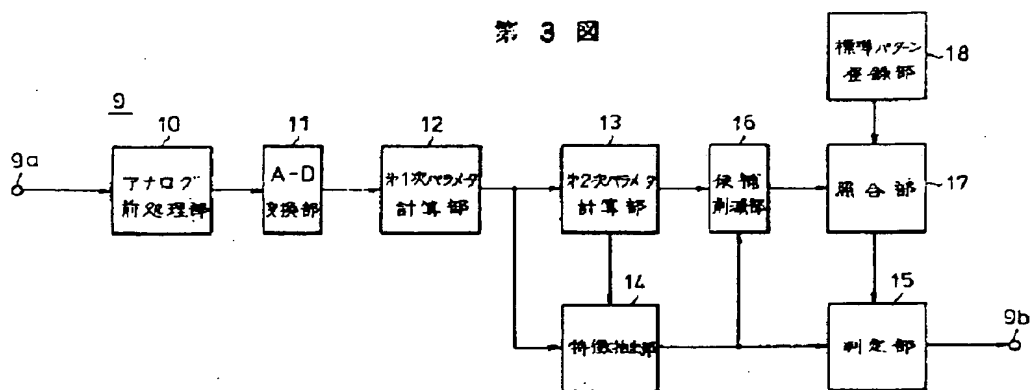 第 3 図
標準パターン
登録部
18
9
10
11
12
13
16
9a
アナログ
前処理部
A-D
変換部
第1次パラメタ
計算部
第2次パラメタ
計算部
候補
削減部
照合部
17
14
15
特徴抽出部
判定部
9b